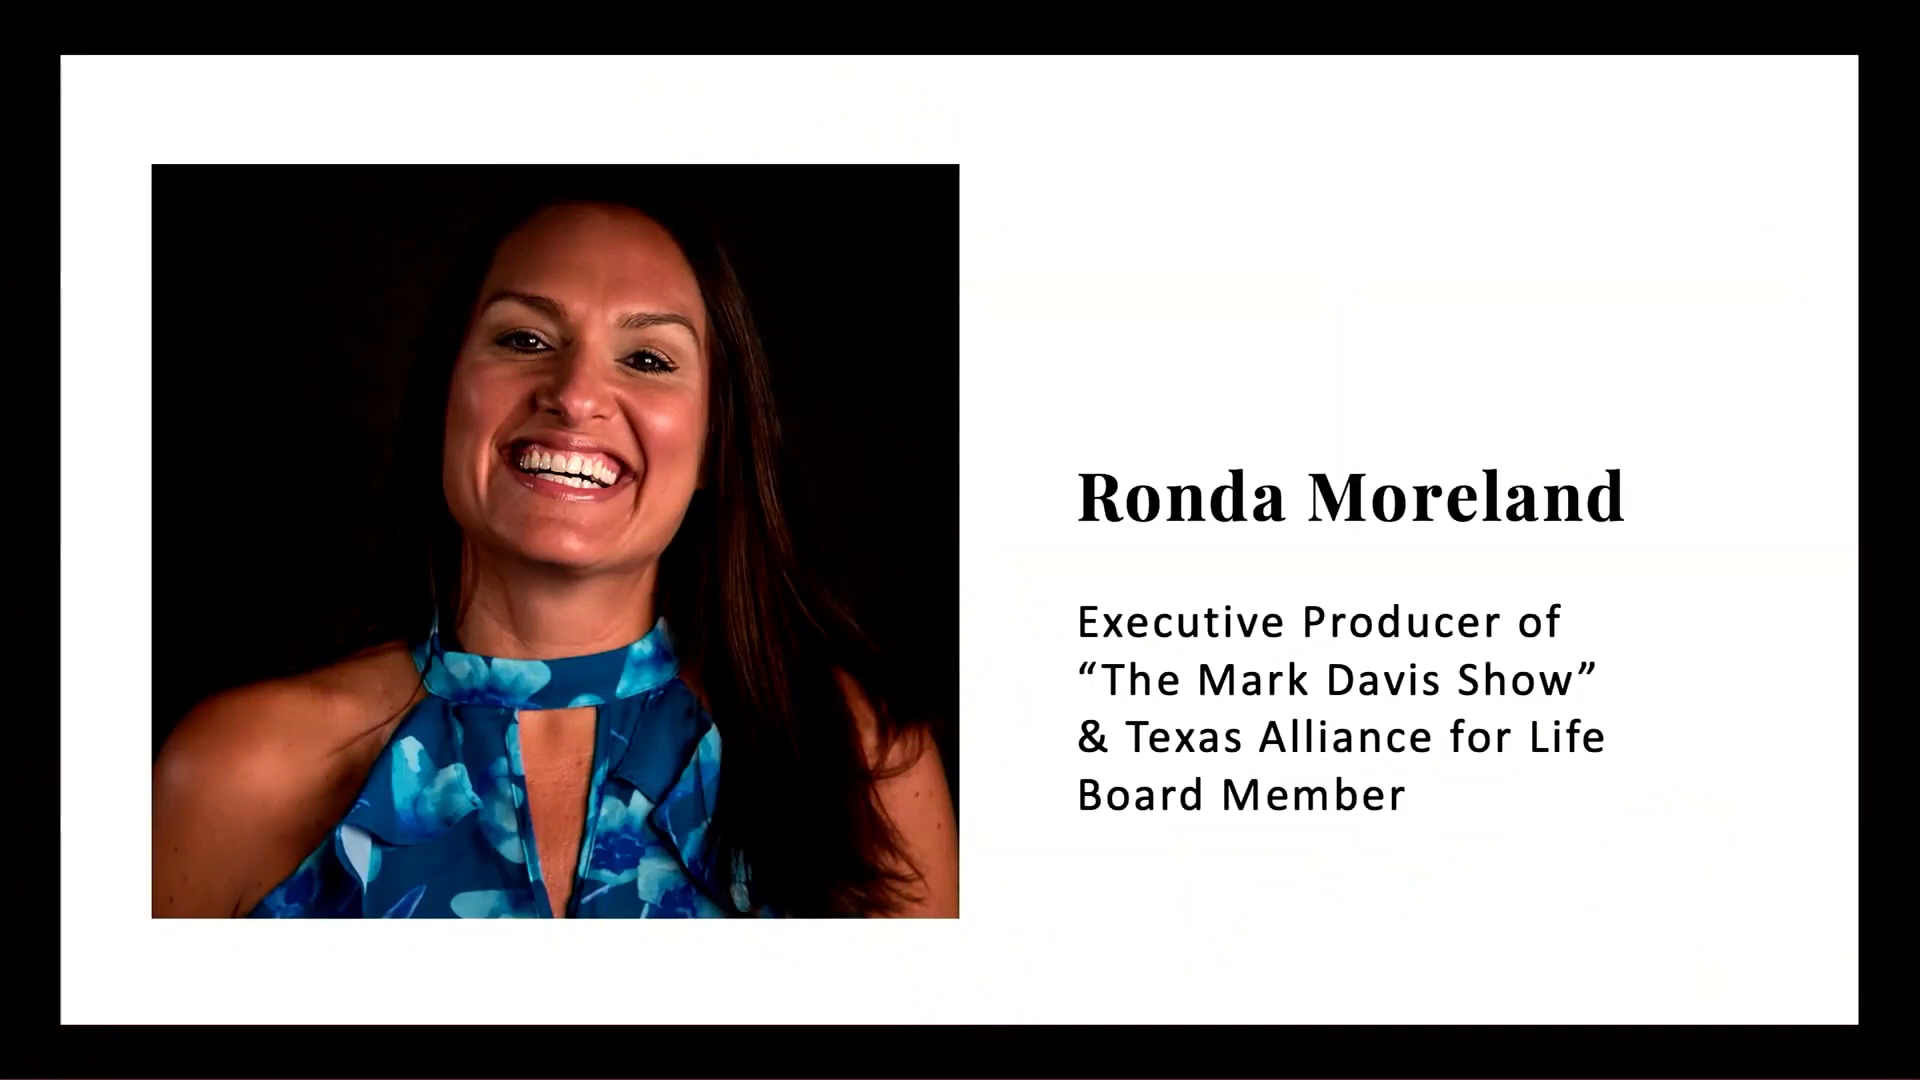 Ronda Moreland
Executive Producer of
“The Mark Davis Show”
& Texas Alliance for Life
Board Member